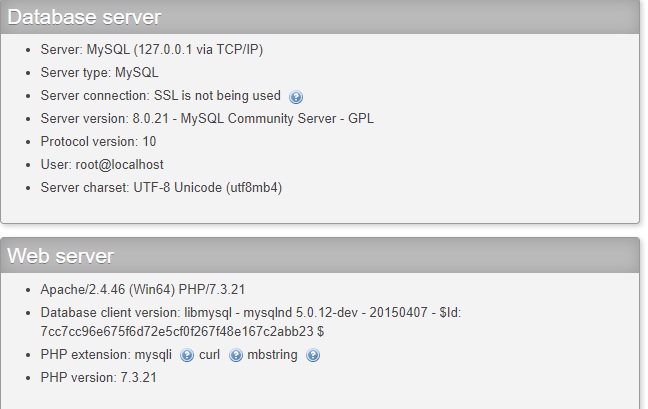 Database server
Server: MySQL (127.0.0.1 via TCP/IP)
Server type: MySQL
Server connection: SSL is not being used
Server version: 8.0.21 - MySQL Community Server - GPL
Protocol version: 10
User: root@localhost
Server charset: UTF-8 Unicode (utf8mb4)
Web server
Apache/2.4.46 (Win64) PHP/7.3.21
Database client version: libmysql - mysqlnd 5.0.12-dev - 20150407 - $Id:
7cc7cc96e675f6d72e5cf0f267f48e167c2abb23 $
PHP extension: mysqli curl mbstring
PHP version: 7.3.21